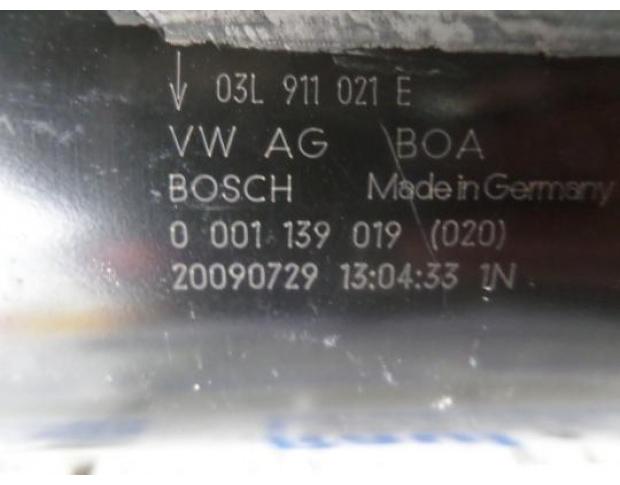 ↓ 03L 911 021 E
VW AG BOA
BOSCH Made in Germany
0 001 139 019 (020)
20090729 13:04:33 1N